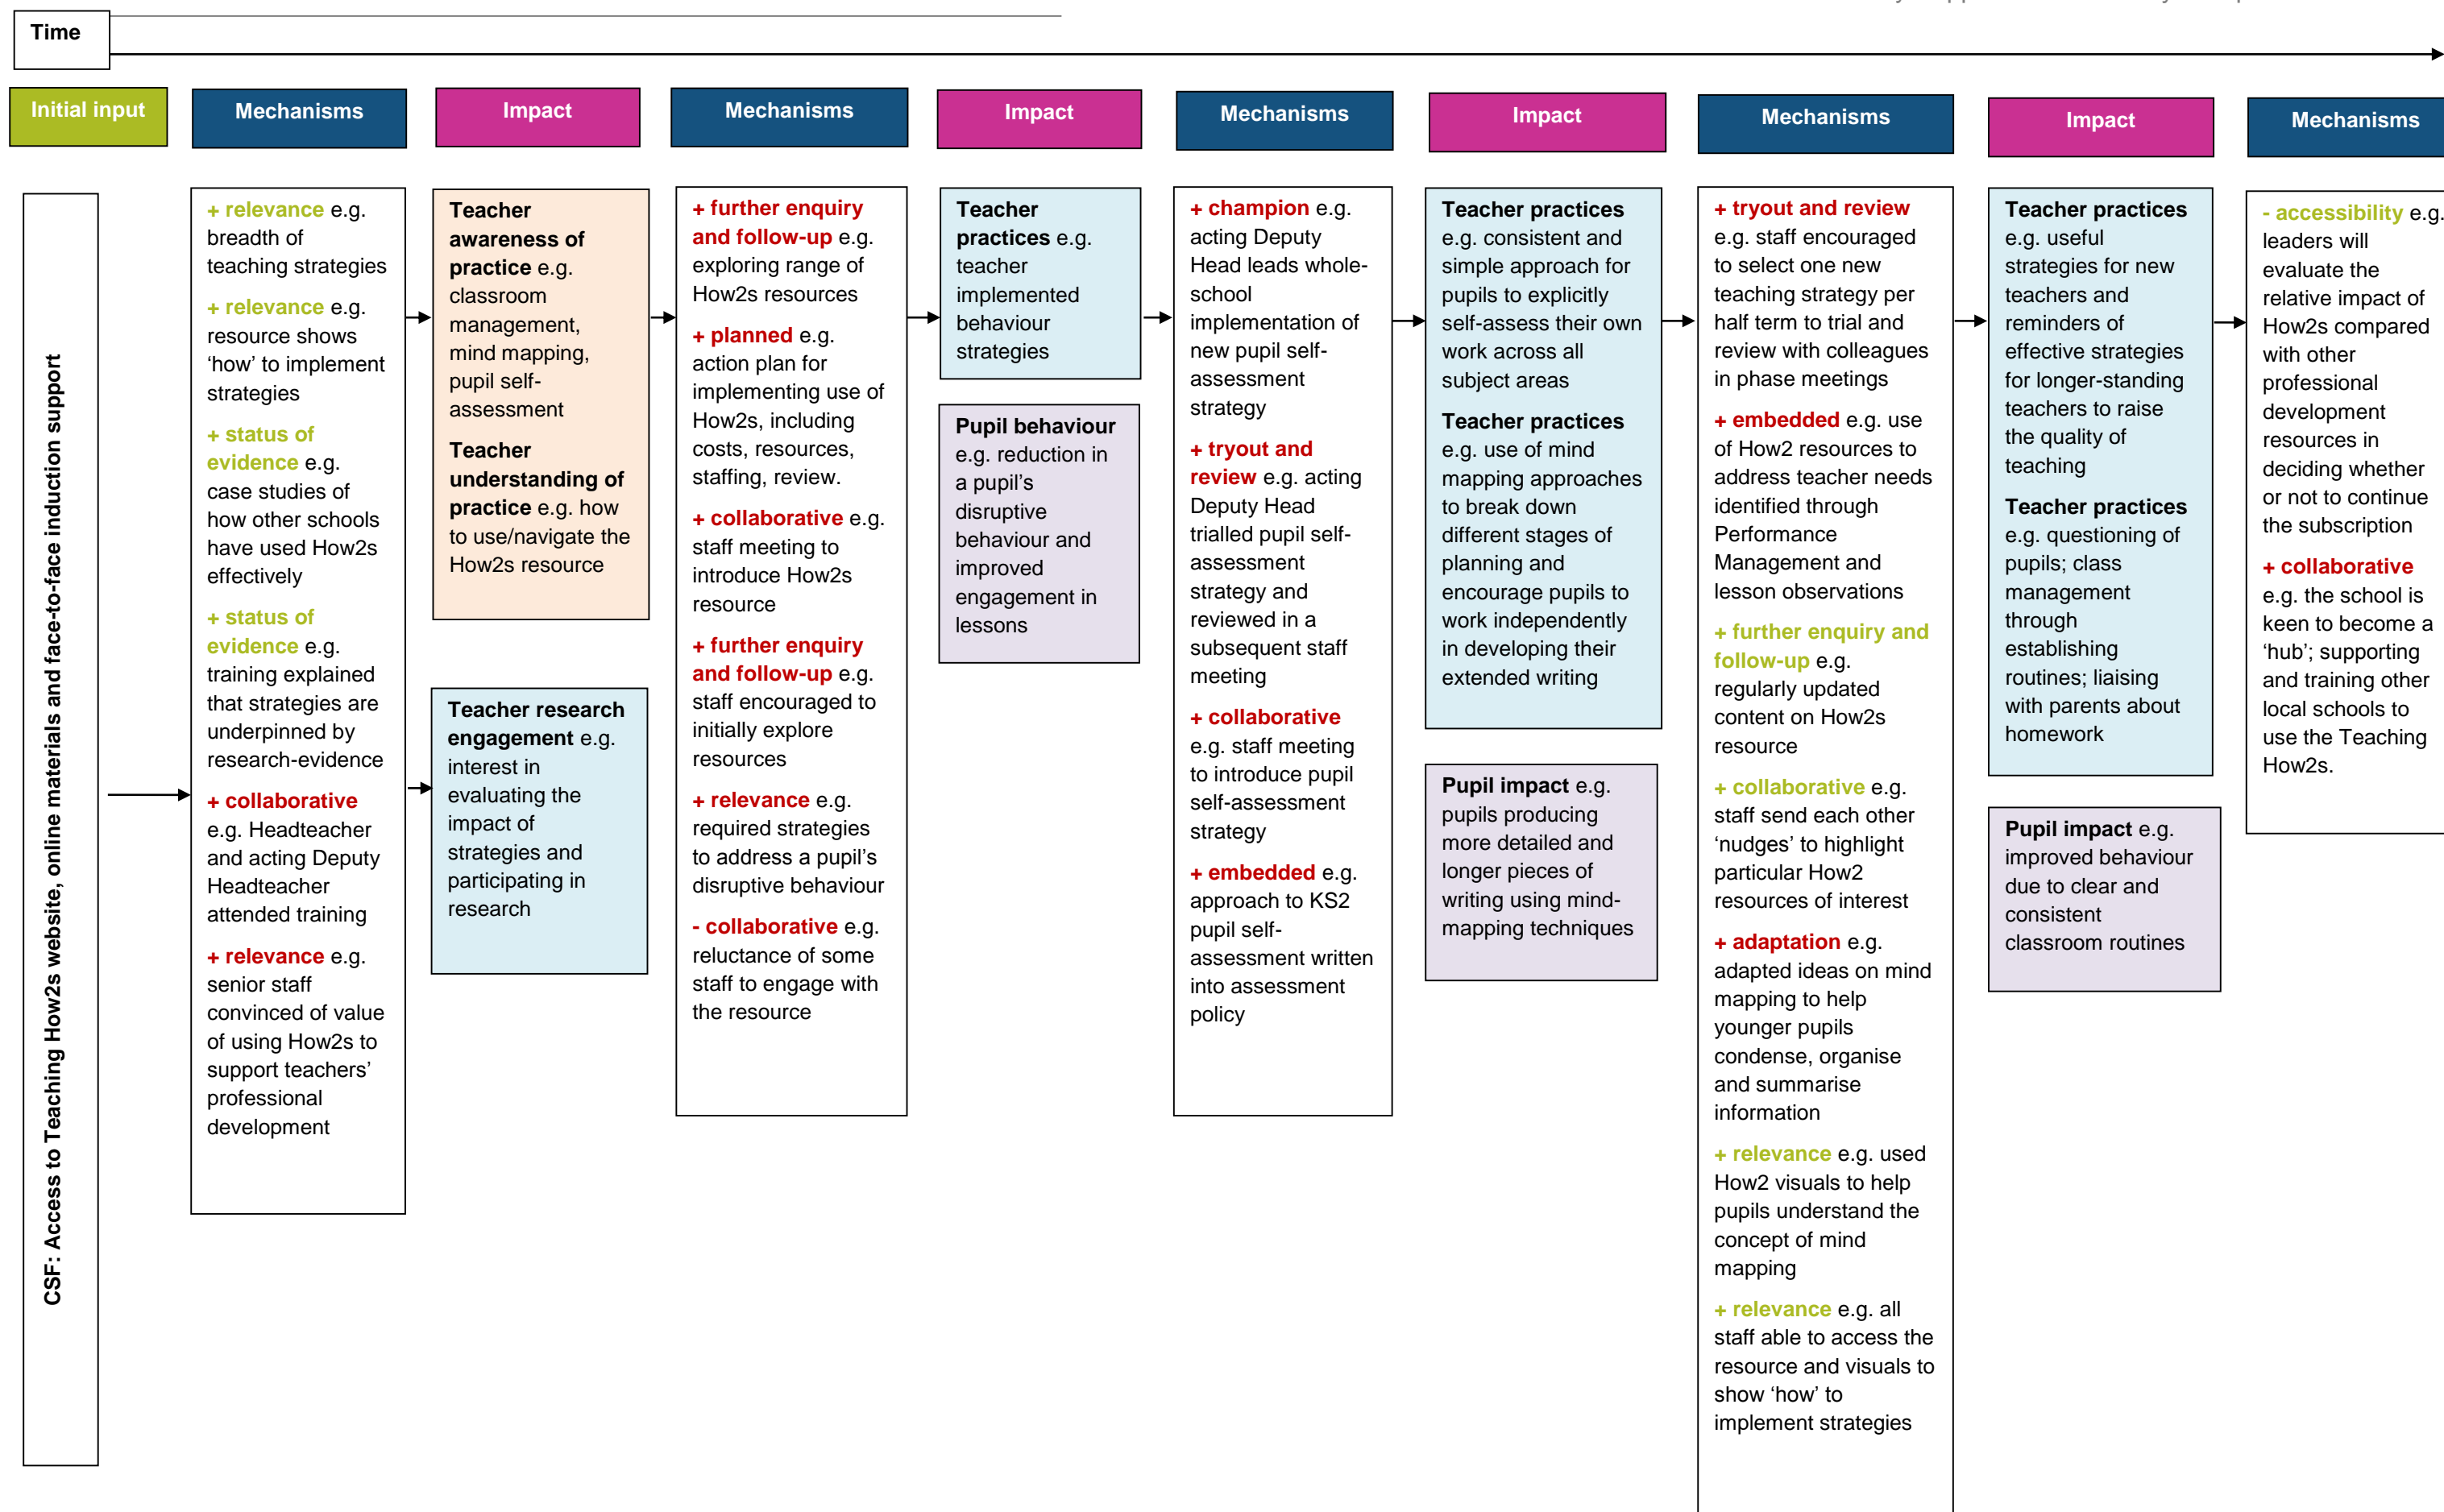 Time
Initial input
Mechanisms
Impact
Mechanisms
Impact
Mechanisms
Impact
Mechanisms
Impact
Mechanisms
CSF: Access to Teaching How2s website, online materials and face-to-face induction support
+ relevance e.g.
breadth of
teaching strategies
+ relevance e.g.
resource shows
‘how’ to implement
strategies
+ status of
evidence e.g.
case studies of
how other schools
have used How2s
effectively
+ status of
evidence e.g.
training explained
that strategies are
underpinned by
research-evidence
+ collaborative
e.g. Headteacher
and acting Deputy
Headteacher
attended training
+ relevance e.g.
senior staff
convinced of value
of using How2s to
support teachers’
professional
development
Teacher
awareness of
practice e.g.
classroom
management,
mind mapping,
pupil self-
assessment
Teacher
understanding of
practice e.g. how
to use/navigate the
How2s resource
Teacher research
engagement e.g.
interest in
evaluating the
impact of
strategies and
participating in
research
+ further enquiry
and follow-up e.g.
exploring range of
How2s resources
+ planned e.g.
action plan for
implementing use of
How2s, including
costs, resources,
staffing, review.
+ collaborative e.g.
staff meeting to
introduce How2s
resource
+ further enquiry
and follow-up e.g.
staff encouraged to
initially explore
resources
+ relevance e.g.
required strategies
to address a pupil’s
disruptive behaviour
- collaborative e.g.
reluctance of some
staff to engage with
the resource
Teacher
practices e.g.
teacher
implemented
behaviour
strategies
Pupil behaviour
e.g. reduction in
a pupil’s
disruptive
behaviour and
improved
engagement in
lessons
+ champion e.g.
acting Deputy
Head leads whole-
school
implementation of
new pupil self-
assessment
strategy
+ tryout and
review e.g. acting
Deputy Head
trialled pupil self-
assessment
strategy and
reviewed in a
subsequent staff
meeting
+ collaborative
e.g. staff meeting
to introduce pupil
self-assessment
strategy
+ embedded e.g.
approach to KS2
pupil self-
assessment written
into assessment
policy
Teacher practices
e.g. consistent and
simple approach for
pupils to explicitly
self-assess their own
work across all
subject areas
Teacher practices
e.g. use of mind
mapping approaches
to break down
different stages of
planning and
encourage pupils to
work independently
in developing their
extended writing
Pupil impact e.g.
pupils producing
more detailed and
longer pieces of
writing using mind-
mapping techniques
+ tryout and review
e.g. staff encouraged
to select one new
teaching strategy per
half term to trial and
review with colleagues
in phase meetings
+ embedded e.g. use
of How2 resources to
address teacher needs
identified through
Performance
Management and
lesson observations
+ further enquiry and
follow-up e.g.
regularly updated
content on How2s
resource
+ collaborative e.g.
staff send each other
‘nudges’ to highlight
particular How2
resources of interest
+ adaptation e.g.
adapted ideas on mind
mapping to help
younger pupils
condense, organise
and summarise
information
+ relevance e.g. used
How2 visuals to help
pupils understand the
concept of mind
mapping
+ relevance e.g. all
staff able to access the
resource and visuals to
show ‘how’ to
implement strategies
Teacher practices
e.g. useful
strategies for new
teachers and
reminders of
effective strategies
for longer-standing
teachers to raise
the quality of
teaching
Teacher practices
e.g. questioning of
pupils; class
management
through
establishing
routines; liaising
with parents about
homework
Pupil impact e.g.
improved behaviour
due to clear and
consistent
classroom routines
- accessibility e.g.
leaders will
evaluate the
relative impact of
How2s compared
with other
professional
development
resources in
deciding whether
or not to continue
the subscription
+ collaborative
e.g. the school is
keen to become a
‘hub’; supporting
and training other
local schools to
use the Teaching
How2s.